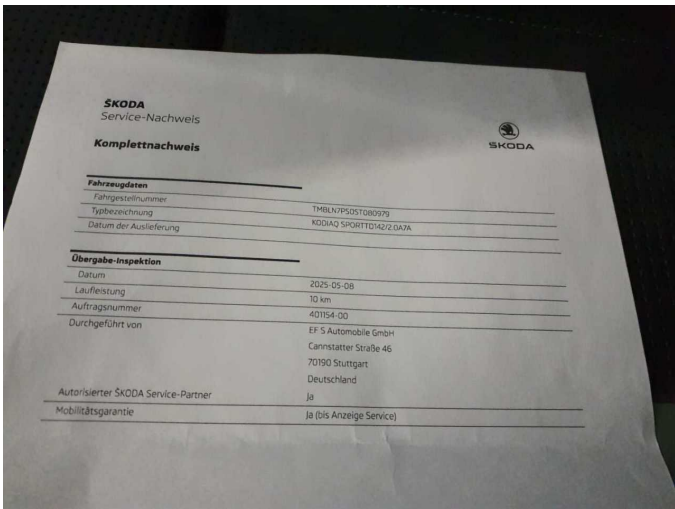 ŠKODA
Service-Nachweis
ŠKODA
Komplettnachweis
Fahrzeugdaten
Fahrgestellnummer TMBLN7PS0ST080979
Typbezeichnung KODIAQ SPORTTD142/2.0A7A
Datum der Auslieferung
Übergabe-Inspektion
Datum 2025-05-08
Laufleistung 10 km
Auftragsnummer 401154-00
Durchgeführt von EF S Automobile GmbH
Cannstatter Straße 46
70190 Stuttgart
Deutschland
Autorisierter ŠKODA Service-Partner Ja
Mobilitätsgarantie Ja (bis Anzeige Service)